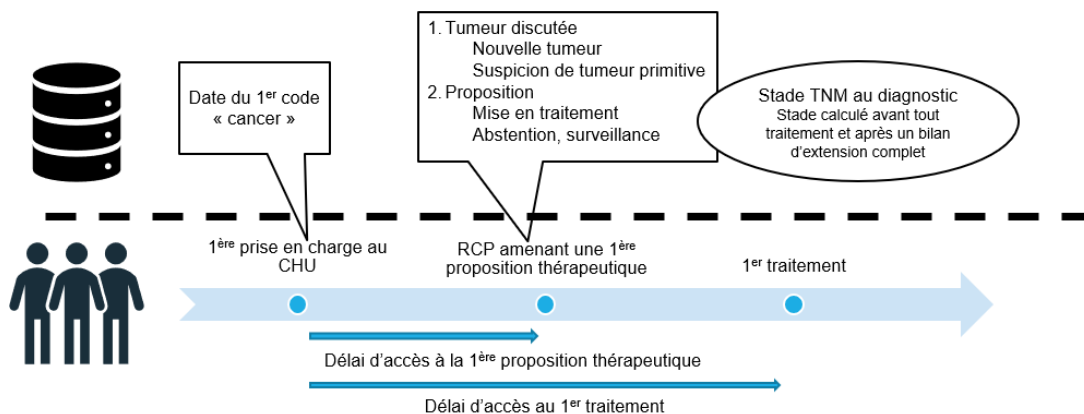 Date du 1er code
« cancer »
1. Tumeur discutée
Nouvelle tumeur
Suspicion de tumeur primitive
2. Proposition
Mise en traitement
Abstention, surveillance
Stade TNM au diagnostic
Stade calculé avant tout
traitement et après un bilan
d’extension complet
1ère prise en charge au
CHU
RCP amenant une 1ère
proposition thérapeutique
1er traitement
Délai d’accès à la 1ère proposition thérapeutique
Délai d’accès au 1er traitement